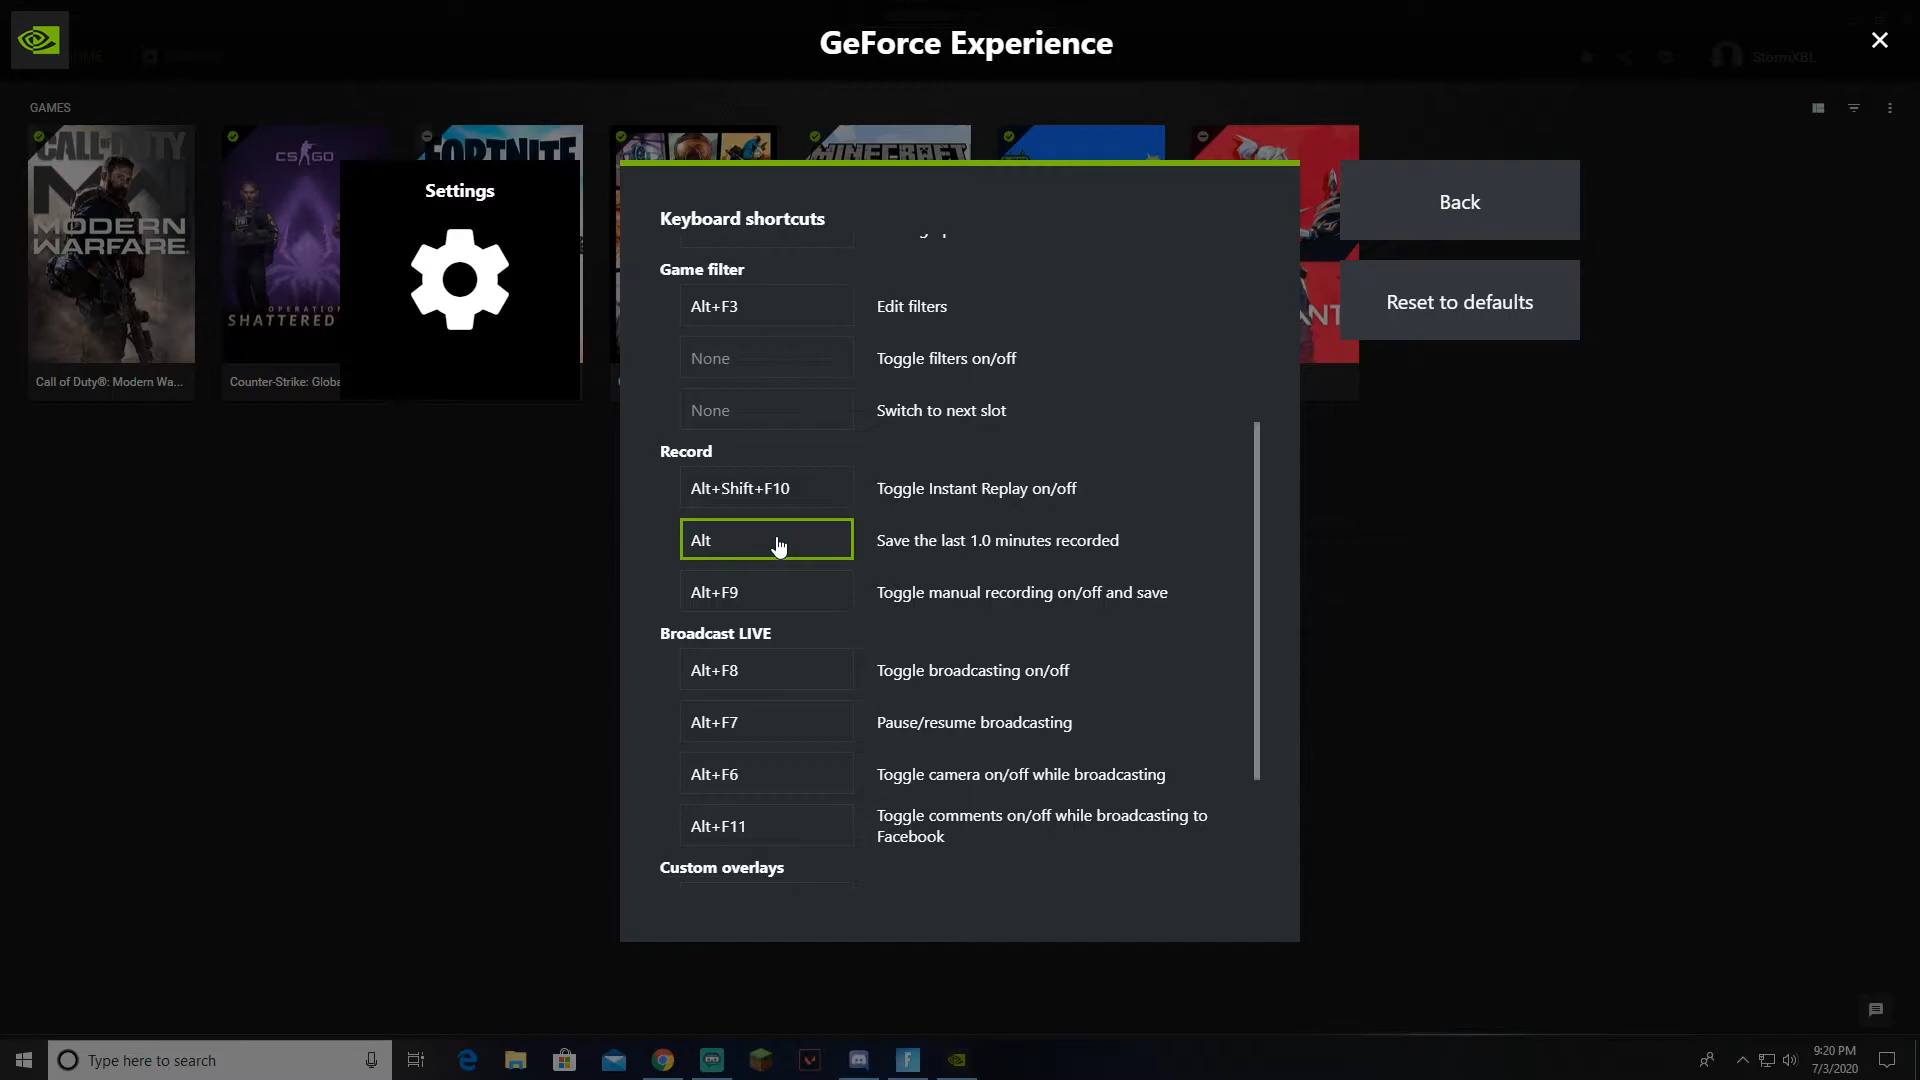 GeForce Experience
StormXBL
GAMES
CALL OF DUTY
MODERN
WARFARE
CS GO
OPERATION
SHATTERED
FORTNITE
MINECRAFT
Call of Duty®: Modern Wa...
Counter-Strike: Globa
Settings
Keyboard shortcuts
Game filter
Alt+F3 Edit filters
None Toggle filters on/off
None Switch to next slot
Record
Alt+Shift+F10 Toggle Instant Replay on/off
Alt Save the last 1.0 minutes recorded
Alt+F9 Toggle manual recording on/off and save
Broadcast LIVE
Alt+F8 Toggle broadcasting on/off
Alt+F7 Pause/resume broadcasting
Alt+F6 Toggle camera on/off while broadcasting
Alt+F11 Toggle comments on/off while broadcasting to
Facebook
Custom overlays
Back
Reset to defaults
Type here to search
9:20 PM
7/3/2020